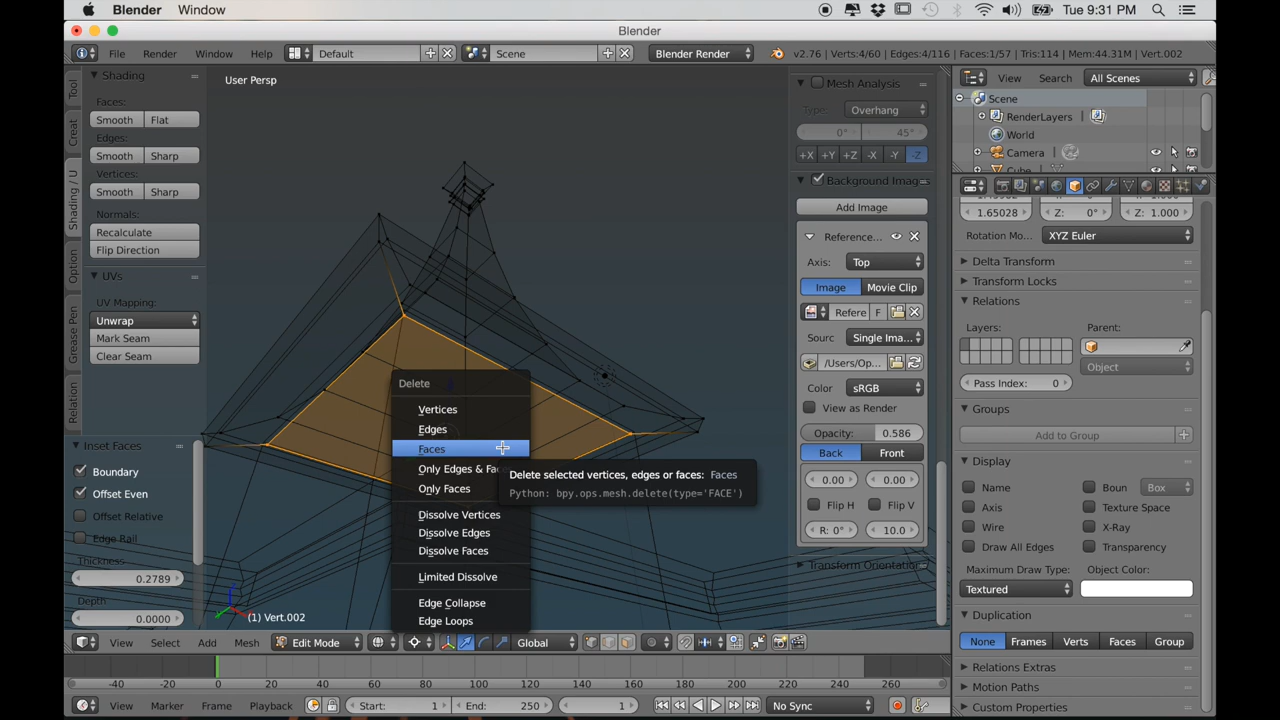 Blender Window Tue 9:31 PM
Blender
File Render Window Help Default Scene Blender Render v2.76 | Verts:4/60 | Edges:4/116 | Faces:1/57 | Tris:114 | Mem:44.31M | Vert.002
Tool
Creat
Shading / U
Option
Grease Pen
Relation
Shading
Faces:
Smooth Flat
Edges:
Smooth Sharp
Vertices:
Smooth Sharp
Normals:
Recalculate
Flip Direction
UVs
UV Mapping:
Unwrap
Mark Seam
Clear Seam
Inset Faces
Boundary
Offset Even
Offset Relative
Edge Rail
Thickness
0.2789
Depth
0.0000
User Persp
(1) Vert.002
Delete
Vertices
Edges
Faces
Only Edges & Fac
Only Faces
Dissolve Vertices
Dissolve Edges
Dissolve Faces
Limited Dissolve
Edge Collapse
Edge Loops
Delete selected vertices, edges or faces: Faces
Python: bpy.ops.mesh.delete(type='FACE')
Mesh Analysis
Type: Overhang
0° 45°
+X +Y +Z -X -Y -Z
Background Imag
Add Image
Reference...
Axis: Top
Image Movie Clip
Refere F
Sourc Single Ima...
/Users/Op
Color sRGB
View as Render
Opacity: 0.586
Back Front
0.00 0.00
Flip H Flip V
R: 0° 10.0
Transform Orientation
View Search All Scenes
Scene
RenderLayers
World
Camera
Cube
1.65028 Z: 0° Z: 1.000
Rotation Mo... XYZ Euler
Delta Transform
Transform Locks
Relations
Layers: Parent:
Object
Pass Index: 0
Groups
Add to Group
Display
Name Boun Box
Axis Texture Space
Wire X-Ray
Draw All Edges Transparency
Maximum Draw Type: Object Color:
Textured
Duplication
None Frames Verts Faces Group
Relations Extras
Motion Paths
Custom Properties
View Select Add Mesh Edit Mode Global
-40 -20 0 20 40 60 80 100 120 140 160 180 200 220 240 260 280
View Marker Frame Playback Start: 1 End: 250 1 No Sync